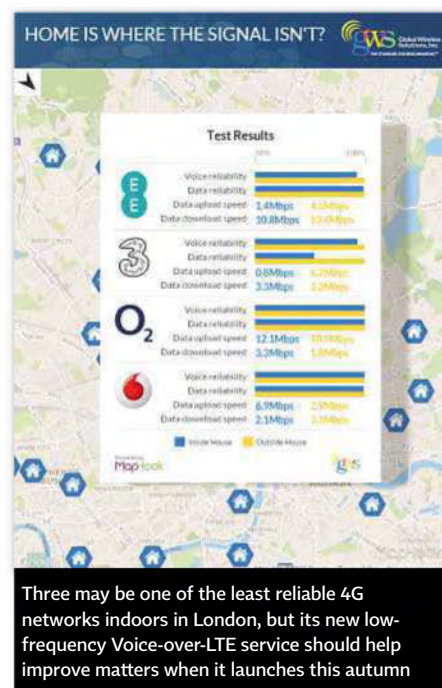 HOME IS WHERE THE SIGNAL ISN'T?
gws Global Wireless Solutions, Inc.
Test Results
EE
Voice reliability
Data reliability
Data upload speed 1.4Mbps
Data download speed 10.8Mbps
3
Voice reliability
Data reliability
Data upload speed 0.8Mbps
Data download speed 3.3Mbps
O2
Voice reliability
Data reliability
Data upload speed 12.1Mbps
Data download speed 3.3Mbps
Voice reliability
Data reliability
Data upload speed 6.9Mbps
Data download speed 2.1Mbps
Inside House Outside House
gws
Three may be one of the least reliable 4G
networks indoors in London, but its new low-
frequency Voice-over-LTE service should help
improve matters when it launches this autumn